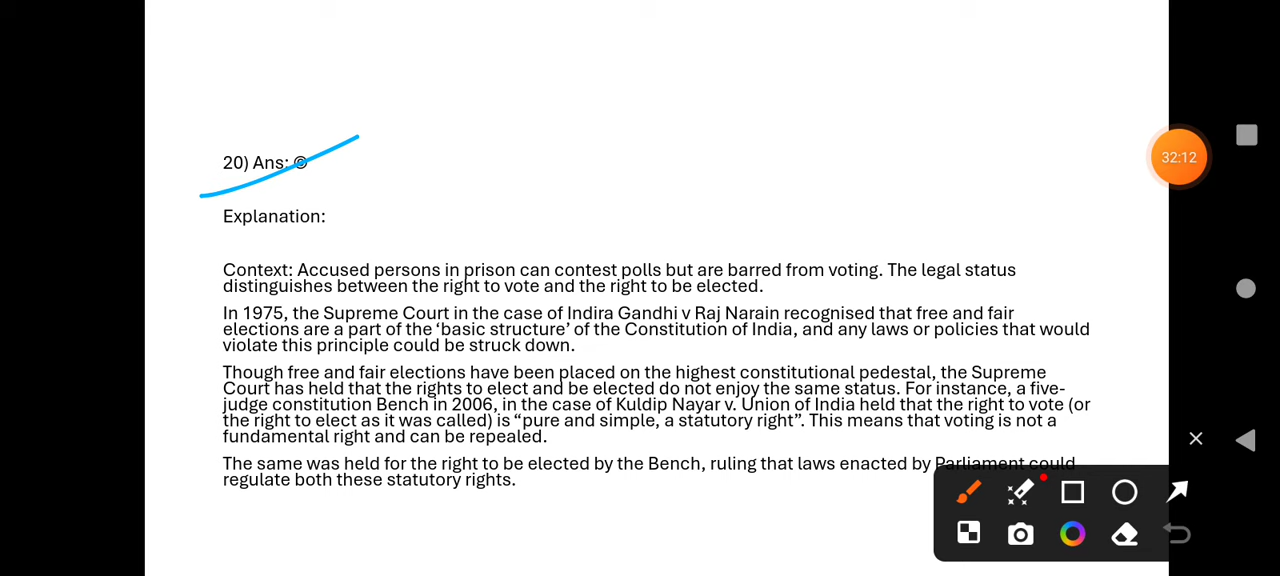 20) Ans: ©
32:12
Explanation:
Context: Accused persons in prison can contest polls but are barred from voting. The legal status
distinguishes between the right to vote and the right to be elected.
In 1975, the Supreme Court in the case of Indira Gandhi v Raj Narain recognised that free and fair
elections are a part of the ‘basic structure’ of the Constitution of India, and any laws or policies that would
violate this principle could be struck down.
Though free and fair elections have been placed on the highest constitutional pedestal, the Supreme
Court has held that the rights to elect and be elected do not enjoy the same status. For instance, a five-
judge constitution Bench in 2006, in the case of Kuldip Nayar v. Union of India held that the right to vote (or
the right to elect as it was called) is “pure and simple, a statutory right”. This means that voting is not a
fundamental right and can be repealed.
The same was held for the right to be elected by the Bench, ruling that laws enacted by Parliament could
regulate both these statutory rights.